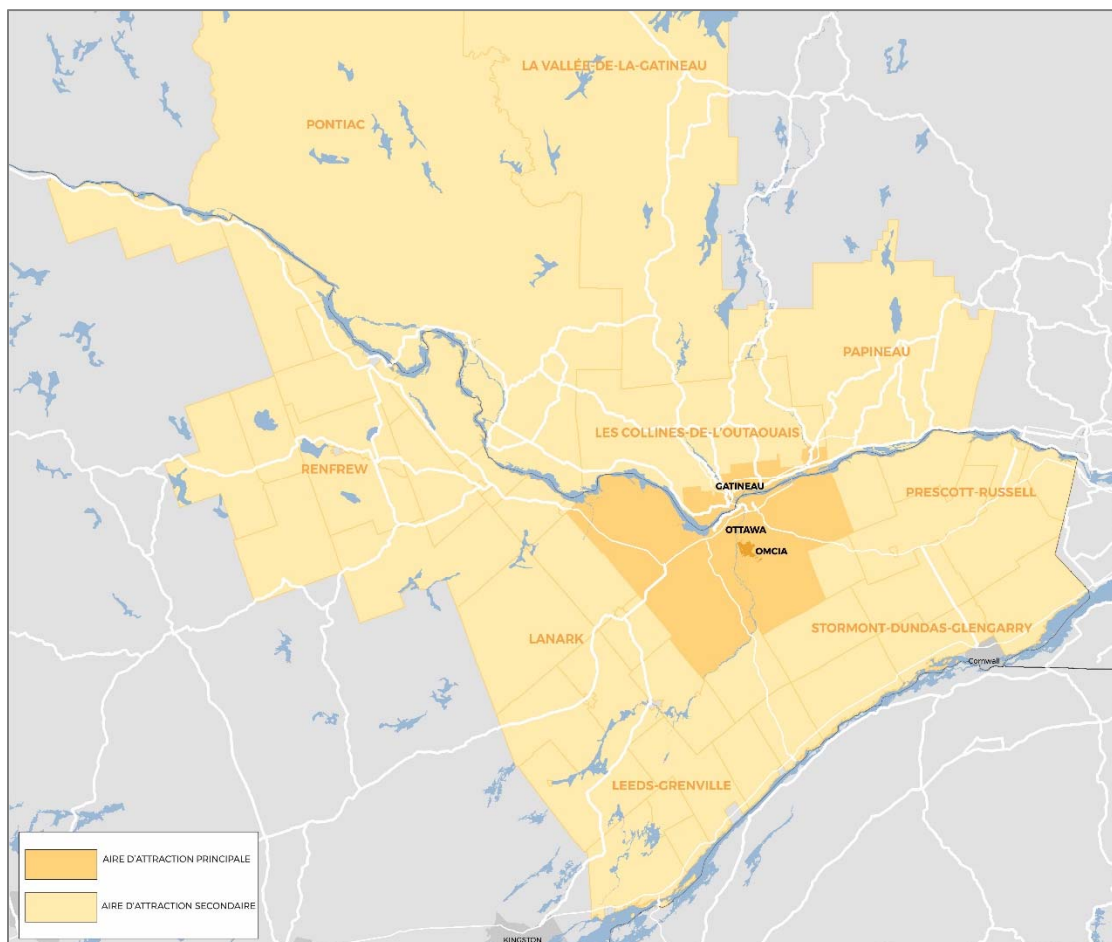 LA VALLÉE-DE-LA-GATINEAU
PONTIAC
PAPINEAU
LES COLLINES-DE-L'OUTAOUAIS
RENFREW
GATINEAU
PRESCOTT-RUSSELL
OTTAWA
OMCIA
STORMONT-DUNDAS-GLENGARRY
LANARK
Cornwall
LEEDS-GRENVILLE
AIRE D'ATTRACTION PRINCIPALE
AIRE D'ATTRACTION SECONDAIRE
KINGSTON